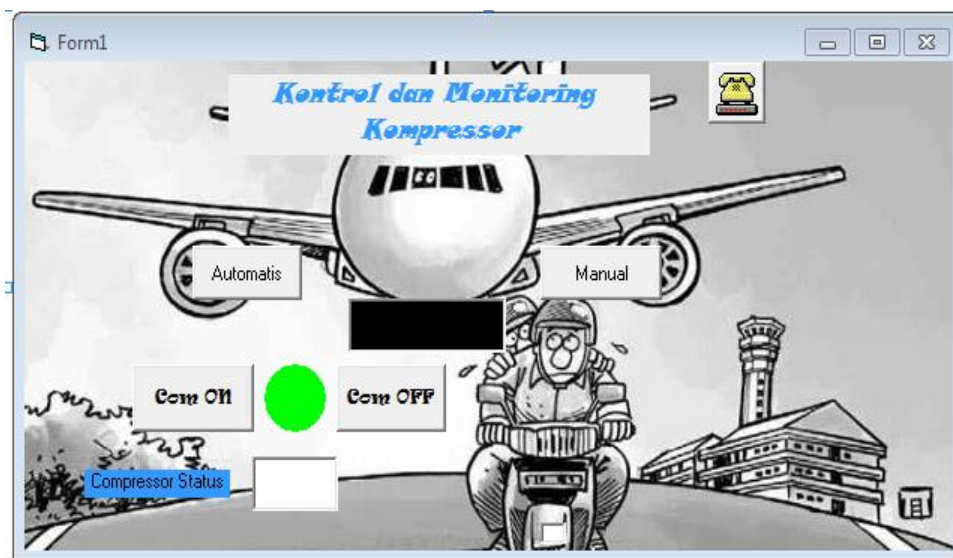 Form1
Kontrol dan Monitoring
Kompressor
Automatis
Manual
Com ON
Com OFF
Compressor Status